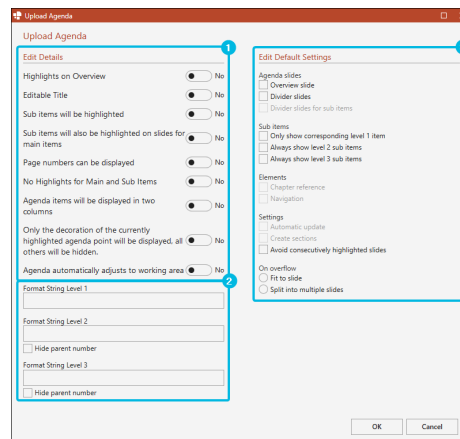 Upload Agenda
Upload Agenda
1
Edit Details
Highlights on Overview No
Editable Title No
Sub items will be highlighted No
Sub items will also be highlighted on slides for
main items No
Page numbers can be displayed No
No Highlights for Main and Sub Items No
Agenda items will be displayed in two
columns No
Only the decoration of the currently
highlighted agenda point will be displayed, all No
others will be hidden.
Agenda automatically adjusts to working area No
2
Format String Level 1
Format String Level 2
Hide parent number
Format String Level 3
Hide parent number
Edit Default Settings
Agenda slides
Overview slide
Divider slides
Divider slides for sub items
Sub items
Only show corresponding level 1 item
Always show level 2 sub items
Always show level 3 sub items
Elements
Chapter reference
Navigation
Settings
Automatic update
Create sections
Avoid consecutively highlighted slides
On overflow
Fit to slide
Split into multiple slides
OK Cancel